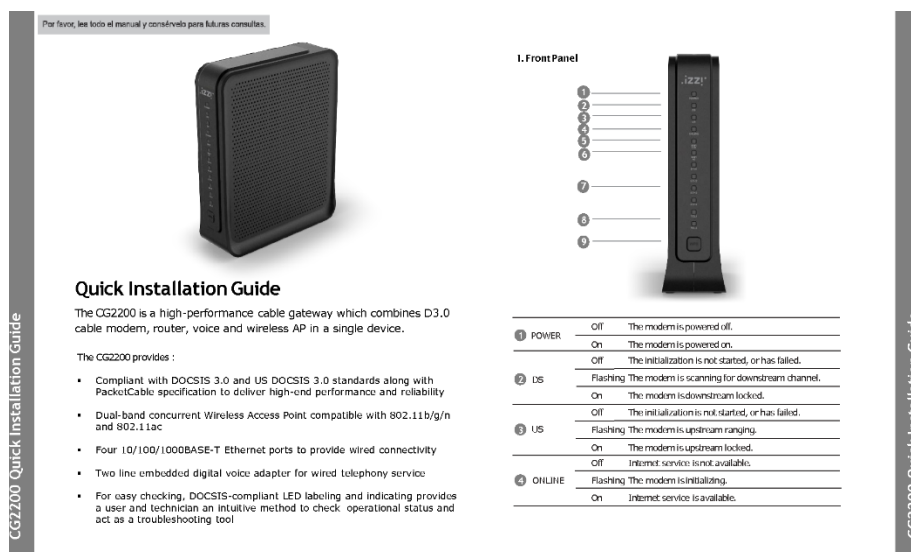 Por favor, lea todo el manual y consérvelo para futuras consultas.
CG2200 Quick Installation Guide
izzi
Quick Installation Guide
The CG2200 is a high-performance cable gateway which combines D3.0
cable modem, router, voice and wireless AP in a single device.
The CG2200 provides :
▪ Compliant with DOCSIS 3.0 and US DOCSIS 3.0 standards along with
PacketCable specification to deliver high-end performance and reliability
▪ Dual-band concurrent Wireless Access Point compatible with 802.11b/g/n
and 802.11ac
▪ Four 10/100/1000BASE-T Ethernet ports to provide wired connectivity
▪ Two line embedded digital voice adapter for wired telephony service
▪ For easy checking, DOCSIS-compliant LED labeling and indicating provides
a user and technician an intuitive method to check operational status and
act as a troubleshooting tool
1. Front Panel
izzi
1
2
3
4
5
6
7
8
9
1 POWER
Off The modem is powered off.
On The modem is powered on.
2 DS
Off The initialization is not started, or has failed.
Flashing The modem is scanning for downstream channel.
On The modem is downstream locked.
3 US
Off The initialization is not started, or has failed.
Flashing The modem is upstream ranging.
On The modem is upstream locked.
4 ONLINE
Off Internet service is not available.
Flashing The modem is initializing.
On Internet service is available.